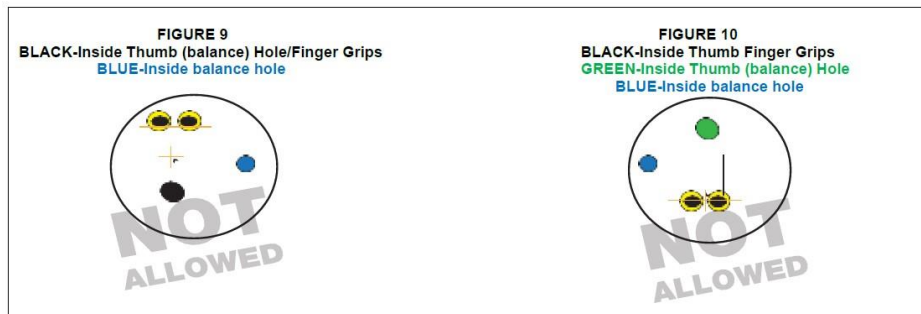 FIGURE 9
BLACK-Inside Thumb (balance) Hole/Finger Grips
BLUE-Inside balance hole
NOT
ALLOWED
FIGURE 10
BLACK-Inside Thumb Finger Grips
GREEN-Inside Thumb (balance) Hole
BLUE-Inside balance hole
NOT
ALLOWED